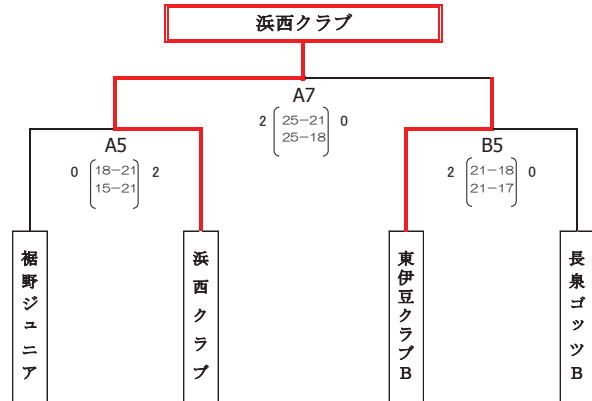 浜西クラブ
A7
2 25-21 0
25-18
A5
0 18-21 2
15-21
B5
2 21-18 0
21-17
裾野ジュニア
浜西クラブ
東伊豆クラブB
長泉ゴッツB